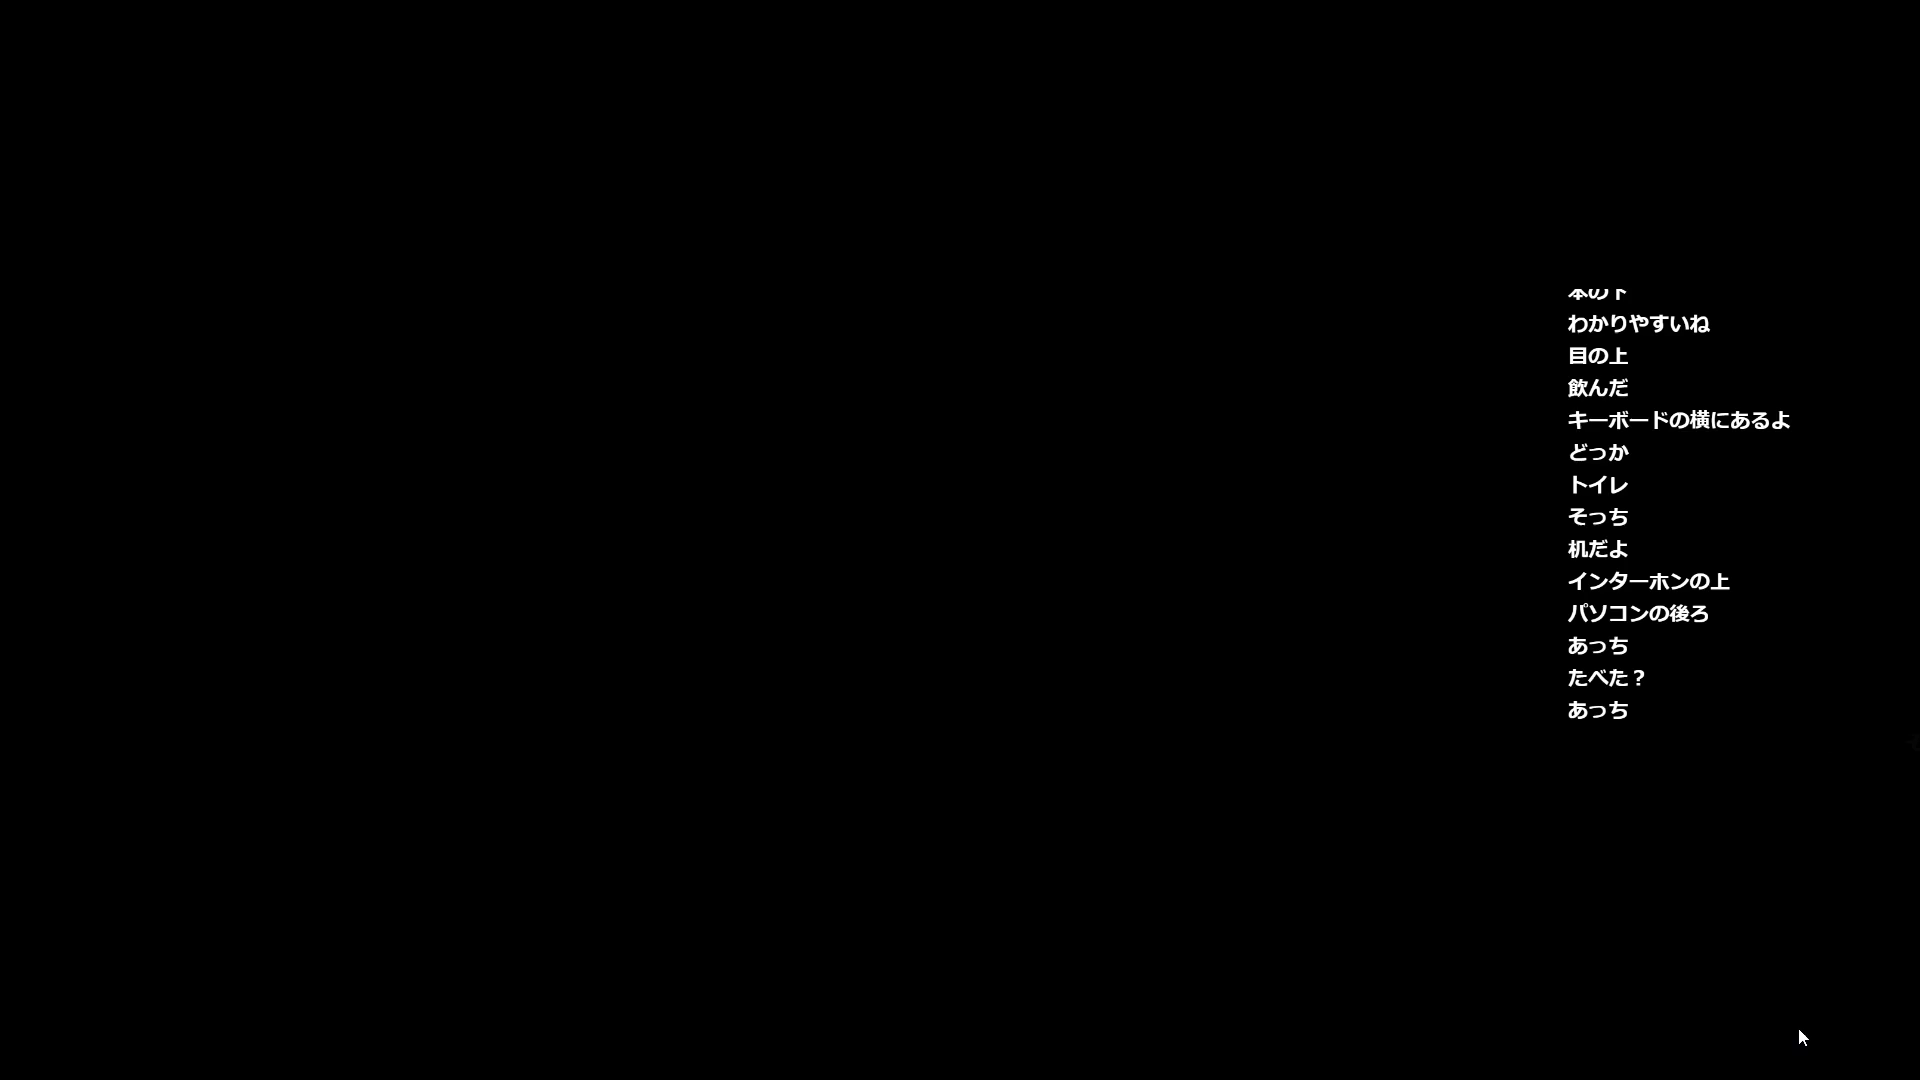 本の下
わかりやすいね
目の上
飲んだ
キーボードの横にあるよ
どっか
トイレ
そっち
机だよ
インターホンの上
パソコンの後ろ
あっち
たべた？
あっち